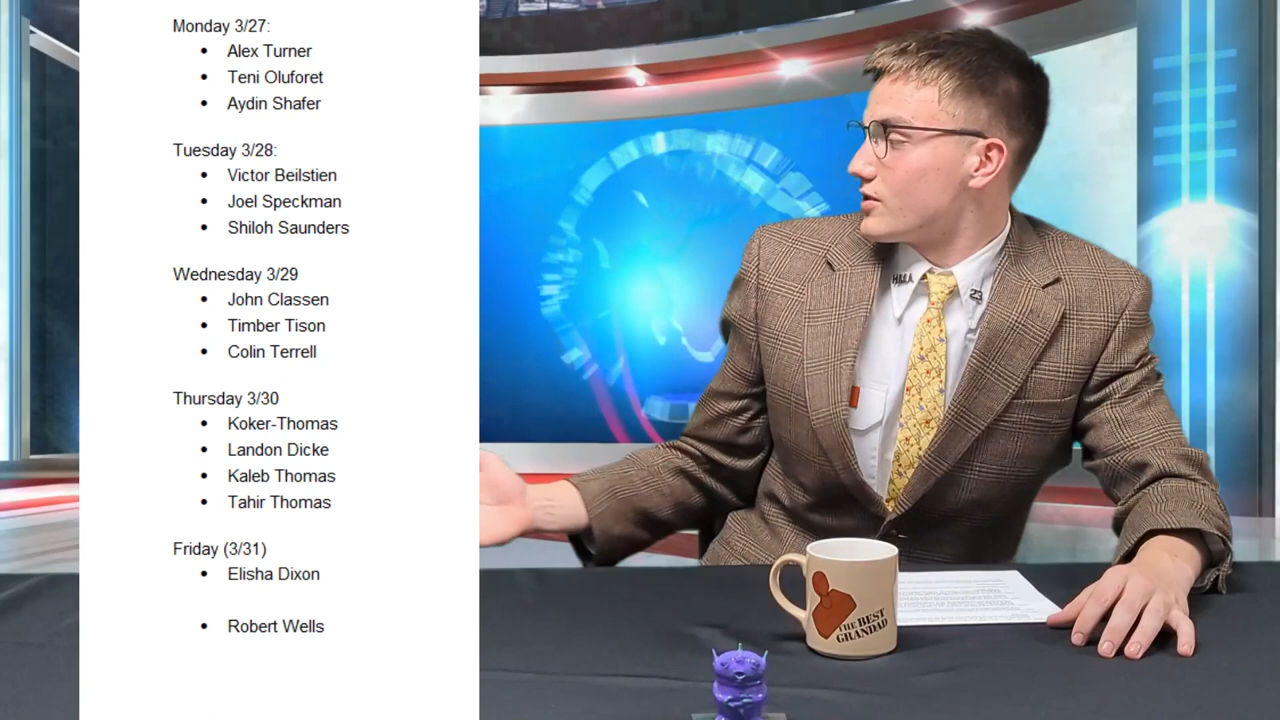 Monday 3/27:
• Alex Turner
• Teni Oluforet
• Aydin Shafer
Tuesday 3/28:
• Victor Beilstien
• Joel Speckman
• Shiloh Saunders
Wednesday 3/29
• John Classen
• Timber Tison
• Colin Terrell
Thursday 3/30
• Koker-Thomas
• Landon Dicke
• Kaleb Thomas
• Tahir Thomas
Friday (3/31)
• Elisha Dixon
• Robert Wells
23
THE BEST
GRANDAD